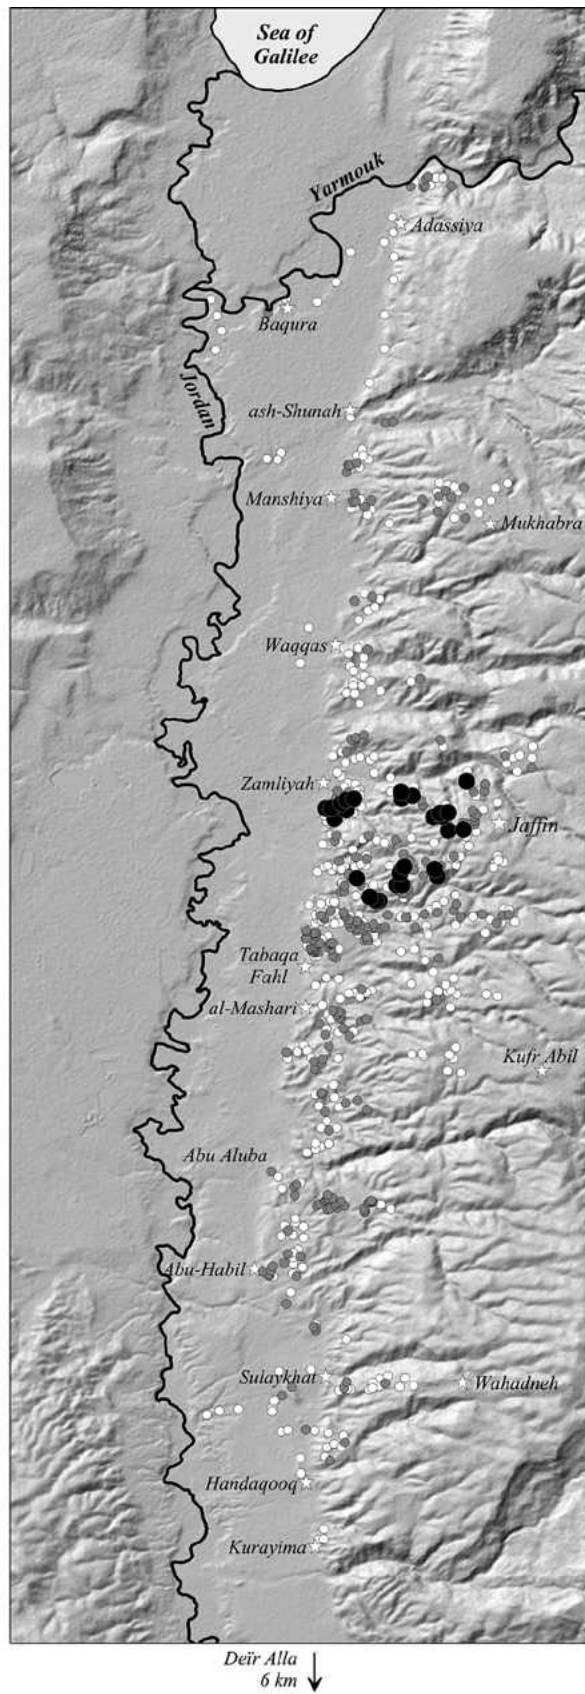 Sea of
Galilee
Yarmouk
Adassiya
Baqura
Jordan
ash-Shunah
Manshiya
Mukhabra
Waqqas
Zamliyah
Jaffin
Tabaqa
Fahl
al-Mashari
Kufr Abil
Abu Aluba
Abu-Habil
Sulaykhat
Wahadneh
Handaqooq
Kurayima
Deïr Alla
6 km